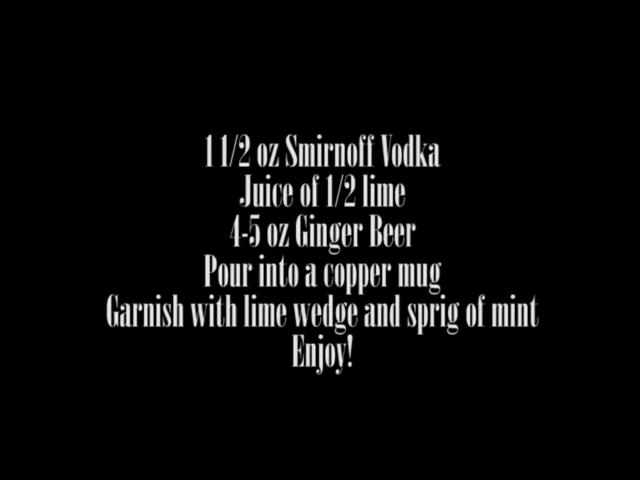 1 1/2 oz Smirnoff Vodka
Juice of 1/2 lime
4-5 oz Ginger Beer
Pour into a copper mug
Garnish with lime wedge and sprig of mint
Enjoy!